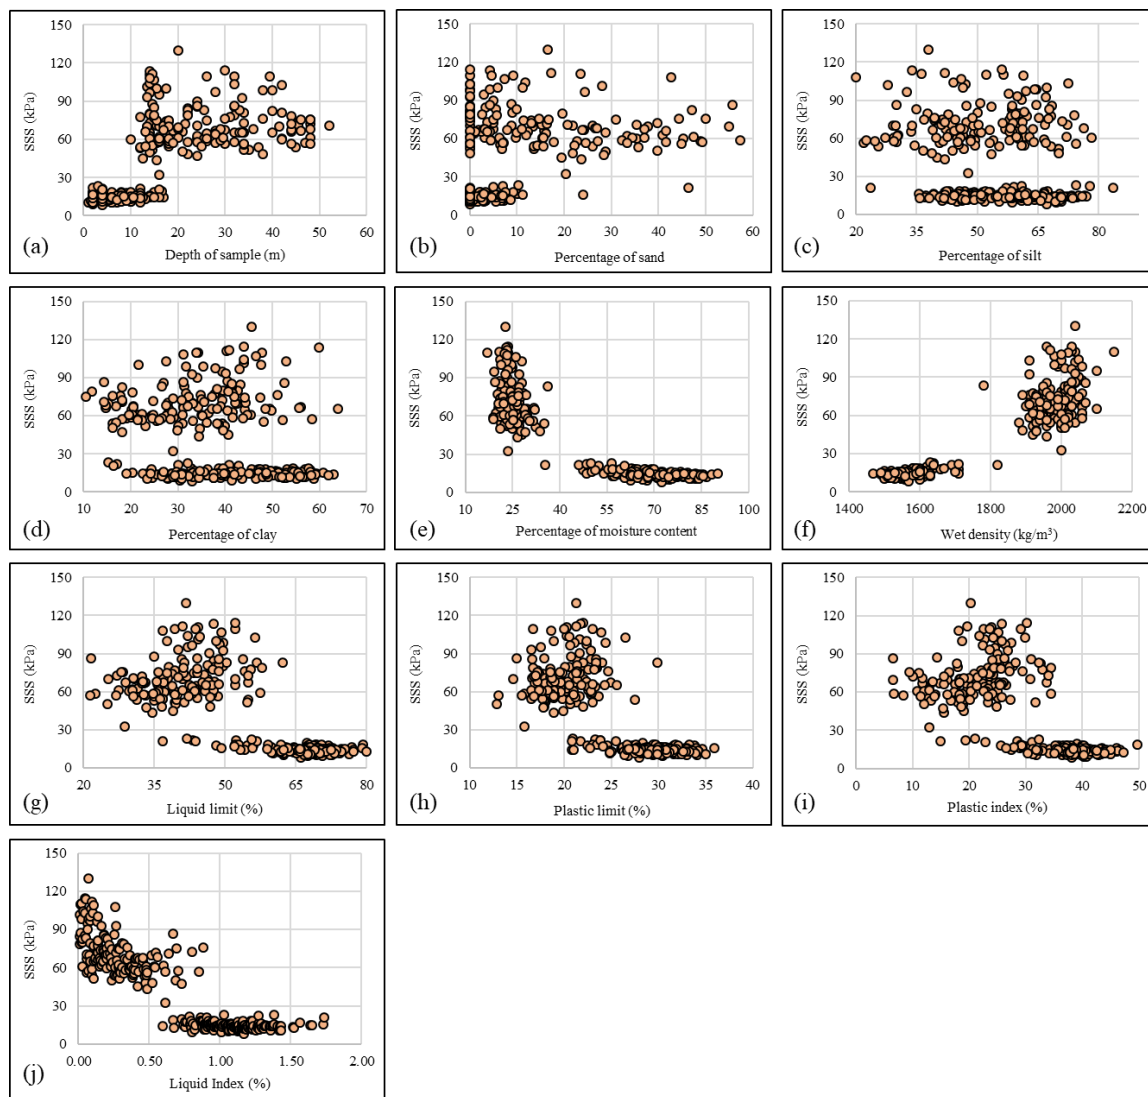 150
120
90
60
30
0
SSS (kPa)
0 10 20 30 40 50 60
(a) Depth of sample (m)
150
120
90
60
30
0
SSS (kPa)
0 10 20 30 40 50 60
(b) Percentage of sand
150
120
90
60
30
0
SSS (kPa)
20 35 50 65 80
(c) Percentage of silt
150
120
90
60
30
0
SSS (kPa)
10 20 30 40 50 60 70
(d) Percentage of clay
150
120
90
60
30
0
SSS (kPa)
10 25 40 55 70 85 100
(e) Percentage of moisture content
150
120
90
60
30
0
SSS (kPa)
1400 1600 1800 2000 2200
(f) Wet density (kg/m³)
150
120
90
60
30
0
SSS (kPa)
20 35 50 65 80
(g) Liquid limit (%)
150
120
90
60
30
0
SSS (kPa)
10 15 20 25 30 35 40
(h) Plastic limit (%)
150
120
90
60
30
0
SSS (kPa)
0 10 20 30 40 50
(i) Plastic index (%)
150
120
90
60
30
0
SSS (kPa)
0.00 0.50 1.00 1.50 2.00
(j) Liquid Index (%)